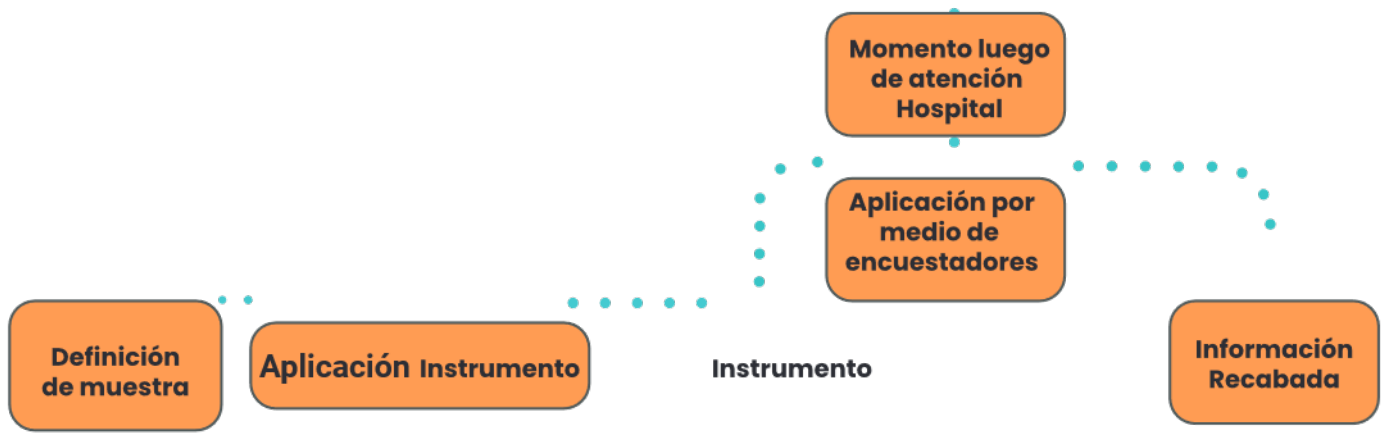 Momento luego
de atención
Hospital
Aplicación por
medio de
encuestadores
Definición
de muestra
Aplicación Instrumento
Instrumento
Información
Recabada